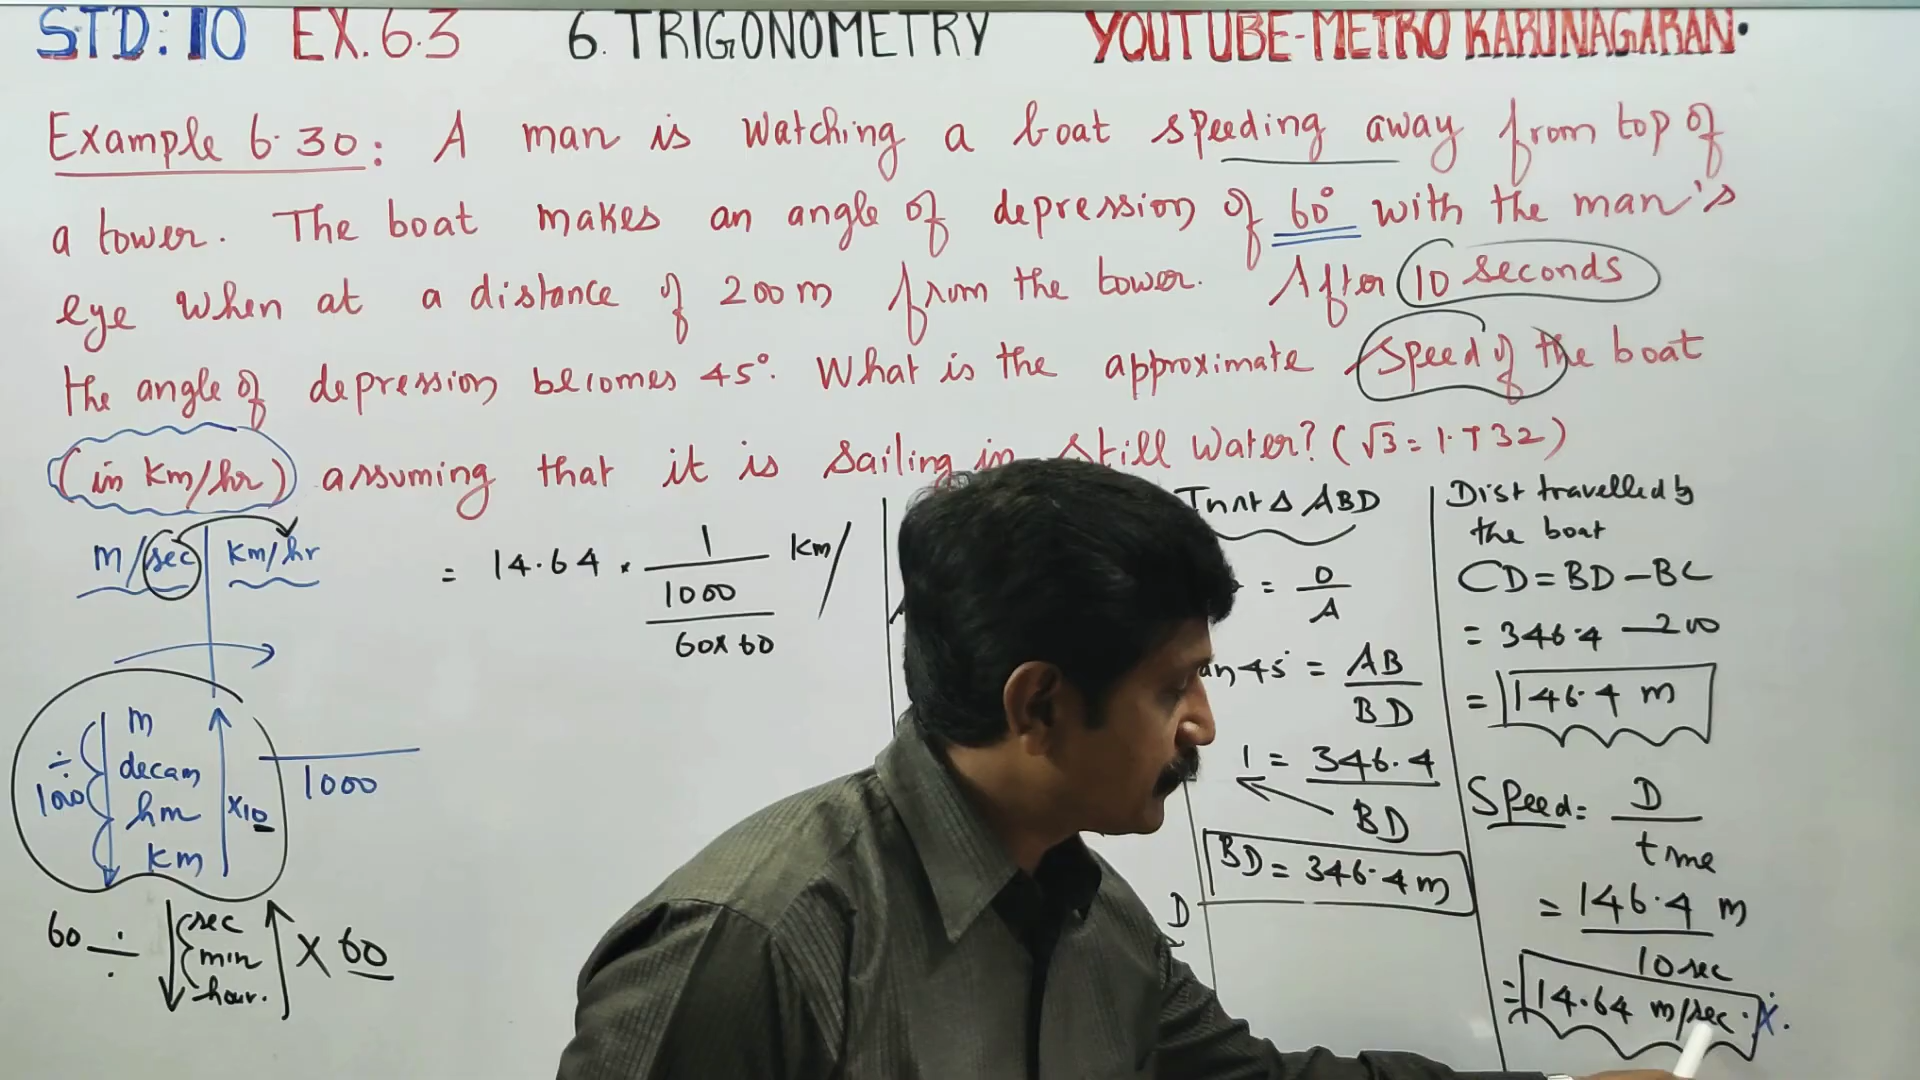 STD: 10 EX.6.3 6. TRIGONOMETRY YOUTUBE-METRO KARUNAGARAN.
Example 6.30: A man is watching a boat speeding away from top of
a tower. The boat makes an angle of depression of 60° with the man's
eye when at a distance of 200 m from the tower. After 10 seconds
the angle of depression becomes 45°. What is the approximate speed of the boat
(in km/hr) assuming that it is sailing in still water? (√3 = 1.732)
m/sec km/hr
m
decam
hm
km
÷
1000
x10
1000
60 ÷
sec
min
hour.
x 60
= 14.64 × 1 km/
1000
60x60
In rt Δ ABD
= O
A
tan 45° = AB
BD
1 = 346.4
BD
BD = 346.4 m
D
Dist travelled by
the boat
CD = BD - BC
= 346.4 - 200
= 146.4 m
Speed = D
time
= 146.4 m
10 sec
= 14.64 m/sec. x.